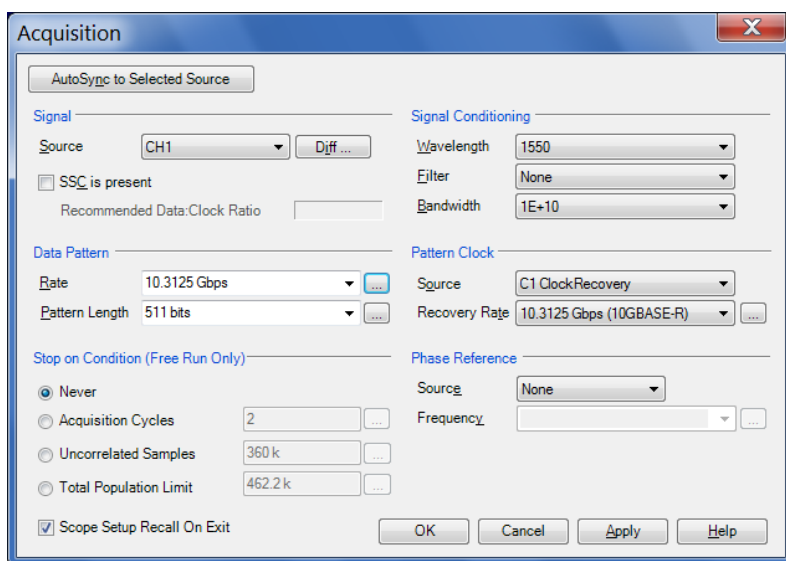 Acquisition
X
AutoSync to Selected Source
Signal
Source CH1 Diff ...
SSC is present
Recommended Data:Clock Ratio
Signal Conditioning
Wavelength 1550
Filter None
Bandwidth 1E+10
Data Pattern
Rate 10.3125 Gbps ...
Pattern Length 511 bits ...
Pattern Clock
Source C1 ClockRecovery
Recovery Rate 10.3125 Gbps (10GBASE-R) ...
Stop on Condition (Free Run Only)
Never
Acquisition Cycles 2 ...
Uncorrelated Samples 360 k ...
Total Population Limit 462.2 k ...
Phase Reference
Source None
Frequency ...
Scope Setup Recall On Exit
OK Cancel Apply Help